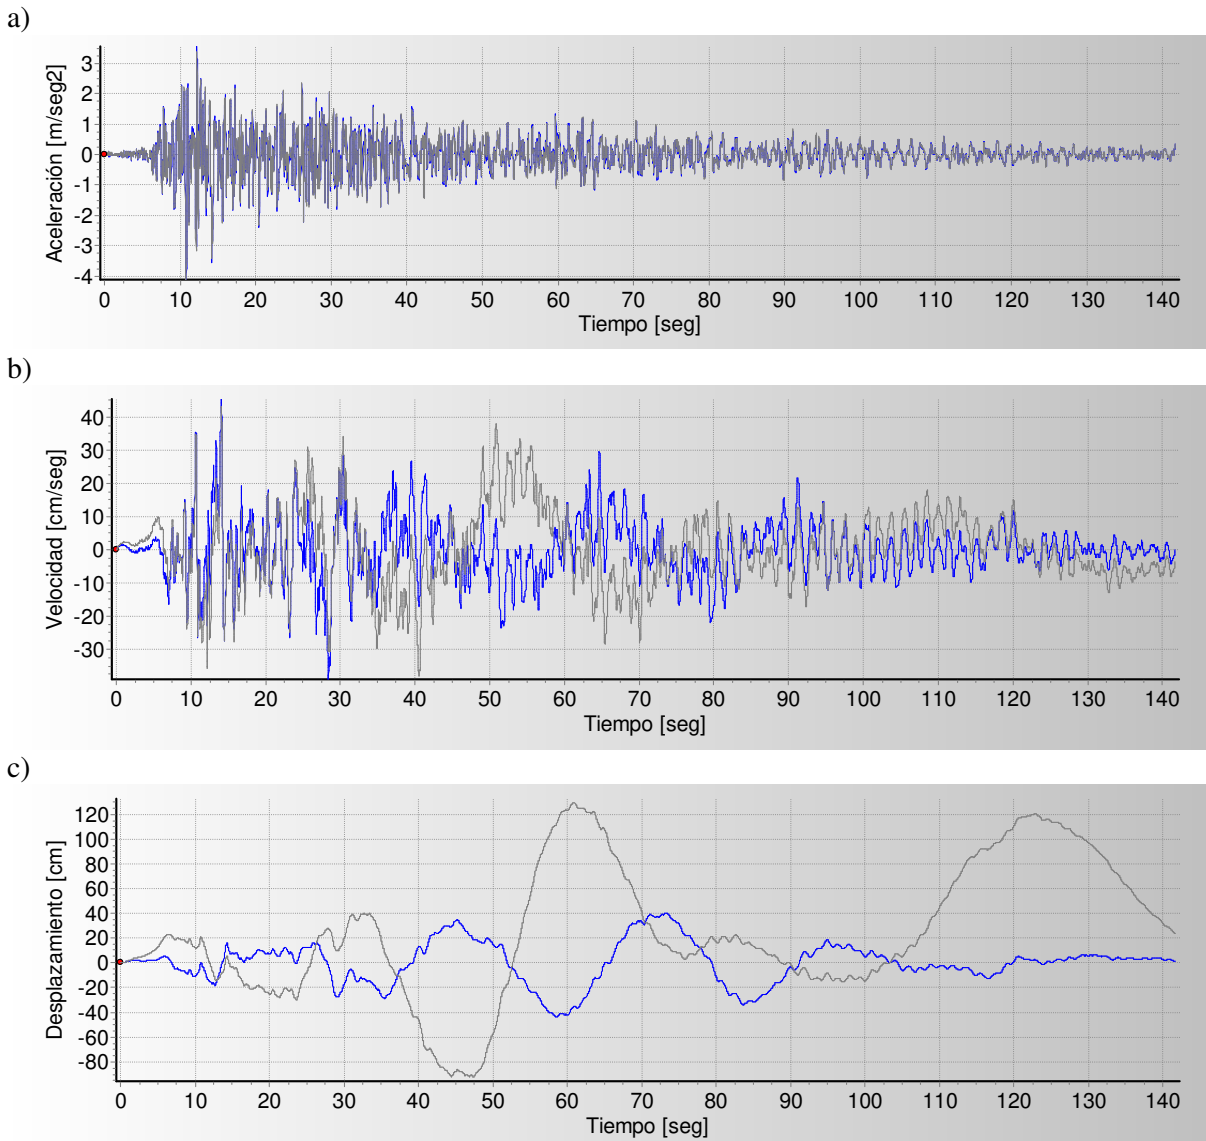 a)
Aceleración [m/seg2]
3
2
1
0
-1
-2
-3
-4
0 10 20 30 40 50 60 70 80 90 100 110 120 130 140
Tiempo [seg]
b)
Velocidad [cm/seg]
40
30
20
10
0
-10
-20
-30
0 10 20 30 40 50 60 70 80 90 100 110 120 130 140
Tiempo [seg]
c)
Desplazamiento [cm]
120
100
80
60
40
20
0
-20
-40
-60
-80
0 10 20 30 40 50 60 70 80 90 100 110 120 130 140
Tiempo [seg]